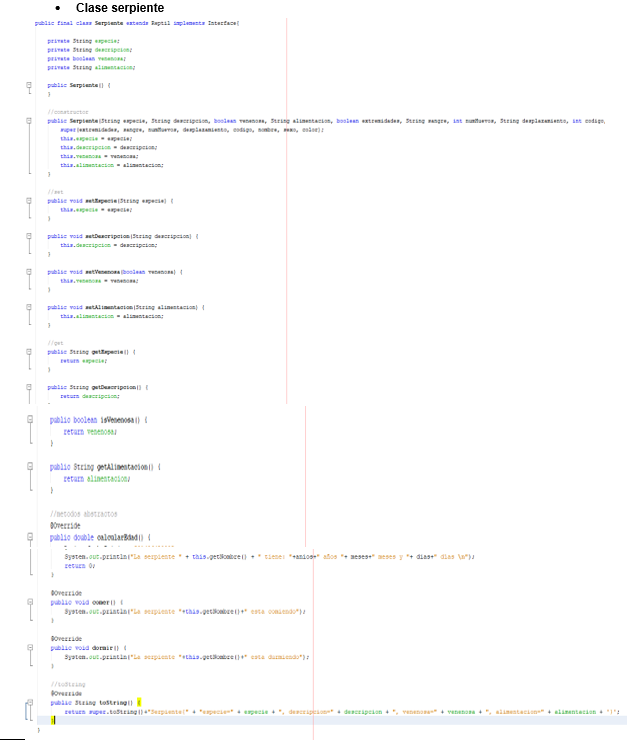 • Clase serpiente
public final class Serpiente extends Reptil implements Interface{
private String especie;
private String descripcion;
private boolean venenosa;
private String alimentacion;
public Serpiente() {
}
//constructor
public Serpiente(String especie, String descripcion, boolean venenosa, String alimentacion, boolean extremidades, String sangre, int numHuevos, String desplazamiento, int codigo,
super(extremidades, sangre, numHuevos, desplazamiento, codigo, nombre, sexo, color);
this.especie = especie;
this.descripcion = descripcion;
this.venenosa = venenosa;
this.alimentacion = alimentacion;
}
//set
public void setEspecie(String especie) {
this.especie = especie;
}
public void setDescripcion(String descripcion) {
this.descripcion = descripcion;
}
public void setVenenosa(boolean venenosa) {
this.venenosa = venenosa;
}
public void setAlimentacion(String alimentacion) {
this.alimentacion = alimentacion;
}
//get
public String getEspecie() {
return especie;
}
public String getDescripcion() {
return descripcion;
public boolean isVenenosa() {
return venenosa;
}
public String getAlimentacion() {
return alimentacion;
}
//metodos abstractos
@Override
public double calcularEdad() {
System.out.println("La serpiente " + this.getNombre() + " tiene: "+anios+" años "+ meses+" meses y "+ dias+" dias \n");
return 0;
}
@Override
public void comer() {
System.out.println("La serpiente "+this.getNombre()+" esta comiendo");
}
@Override
public void dormir() {
System.out.println("La serpiente "+this.getNombre()+" esta durmiendo");
}
//toString
@Override
public String toString() {
return super.toString()+"Serpiente{" + "especie=" + especie + ", descripcion=" + descripcion + ", venenosa=" + venenosa + ", alimentacion=" + alimentacion + '}';
}
}